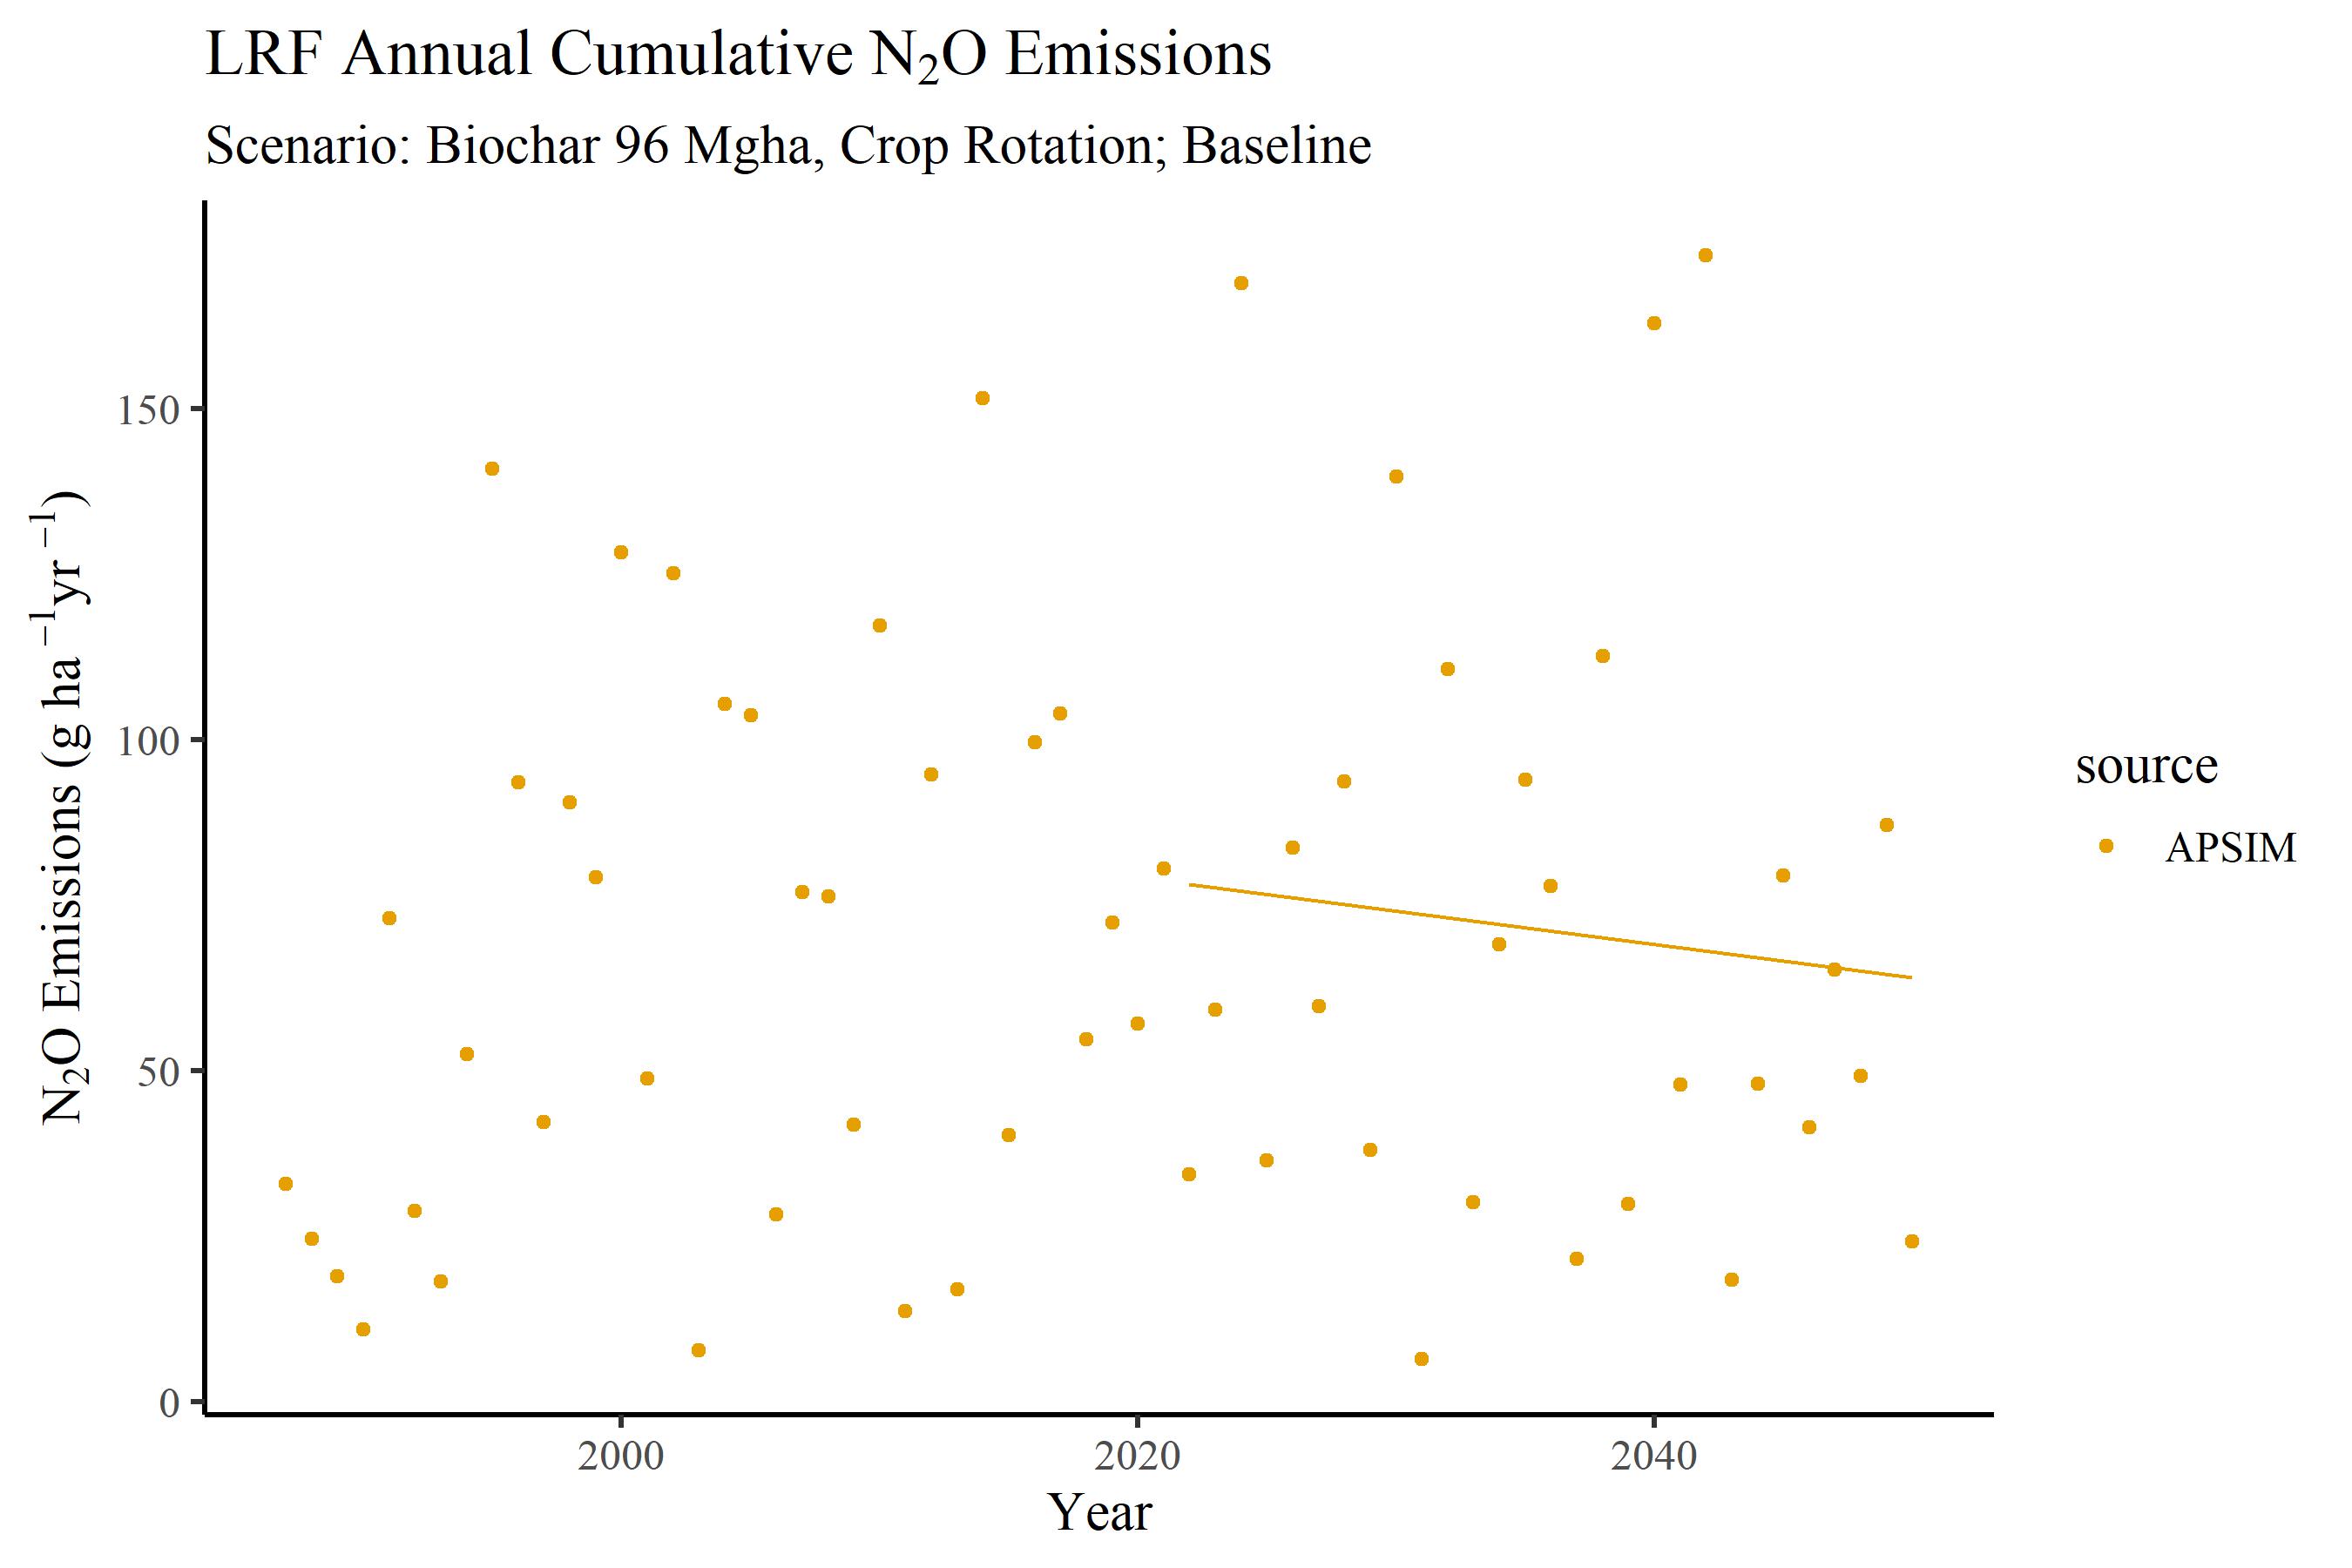 LRF Annual Cumulative N₂O Emissions
Scenario: Biochar 96 Mgha, Crop Rotation; Baseline
N₂O Emissions (g ha ⁻¹yr ⁻¹)
150
100
50
0
2000 2020 2040
Year
source
APSIM